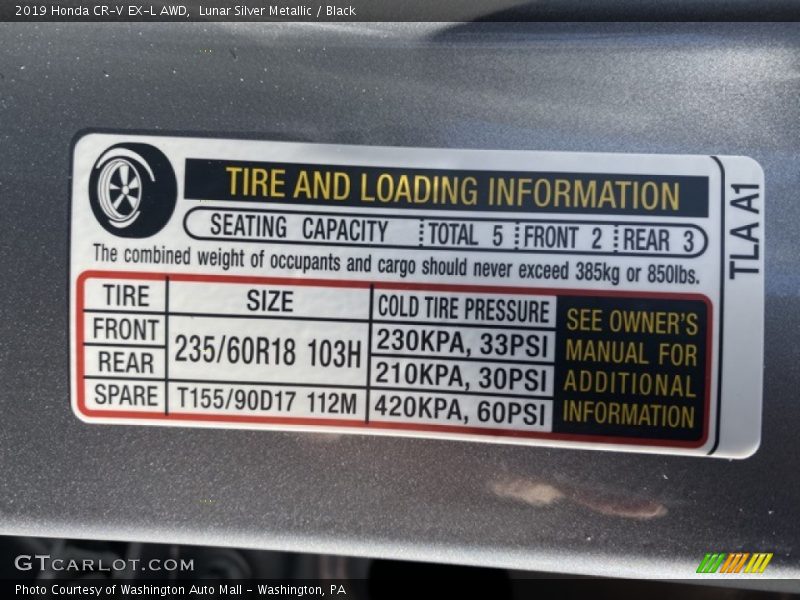 2019 Honda CR-V EX-L AWD, Lunar Silver Metallic / Black
TIRE AND LOADING INFORMATION
SEATING CAPACITY TOTAL 5 FRONT 2 REAR 3
The combined weight of occupants and cargo should never exceed 385kg or 850lbs.
TLA A1
TIRE SIZE COLD TIRE PRESSURE
FRONT 235/60R18 103H 230KPA, 33PSI
REAR 210KPA, 30PSI
SPARE T155/90D17 112M 420KPA, 60PSI
SEE OWNER'S
MANUAL FOR
ADDITIONAL
INFORMATION
GTCARLOT.COM
Photo Courtesy of Washington Auto Mall - Washington, PA